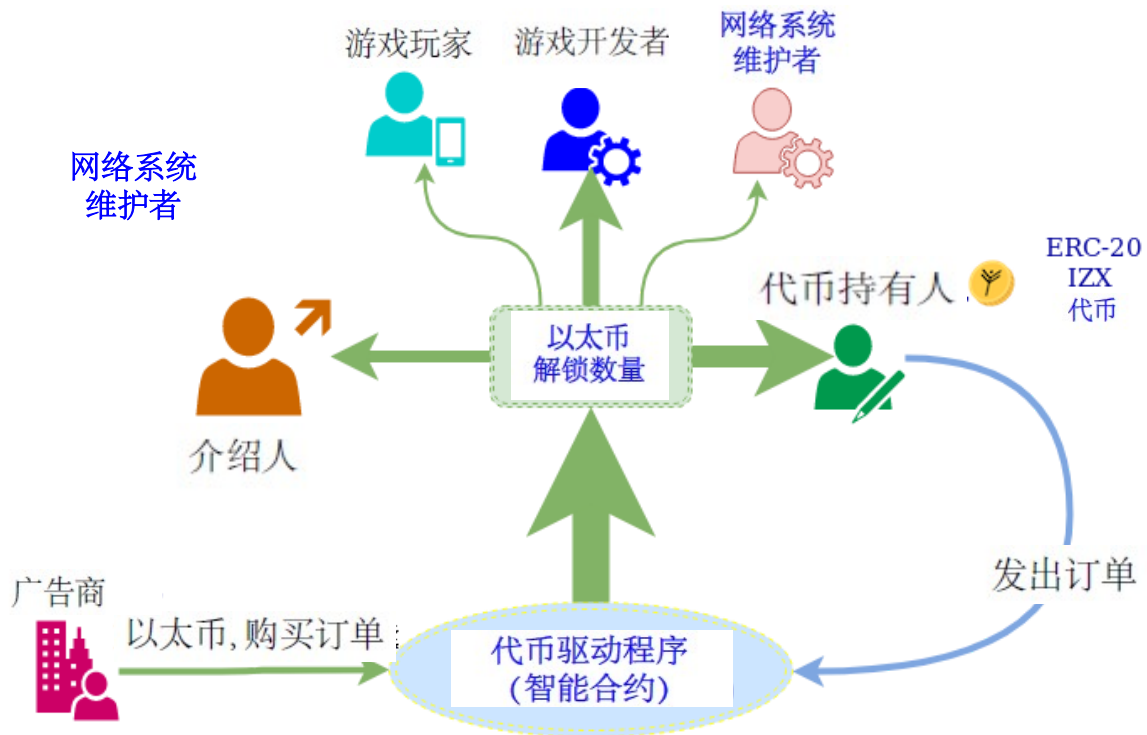 游戏玩家
游戏开发者
网络系统
维护者
网络系统
维护者
ERC-20
IZX
代币
代币持有人
以太币
解锁数量
介绍人
发出订单
广告商
以太币,购买订单
代币驱动程序
(智能合约)